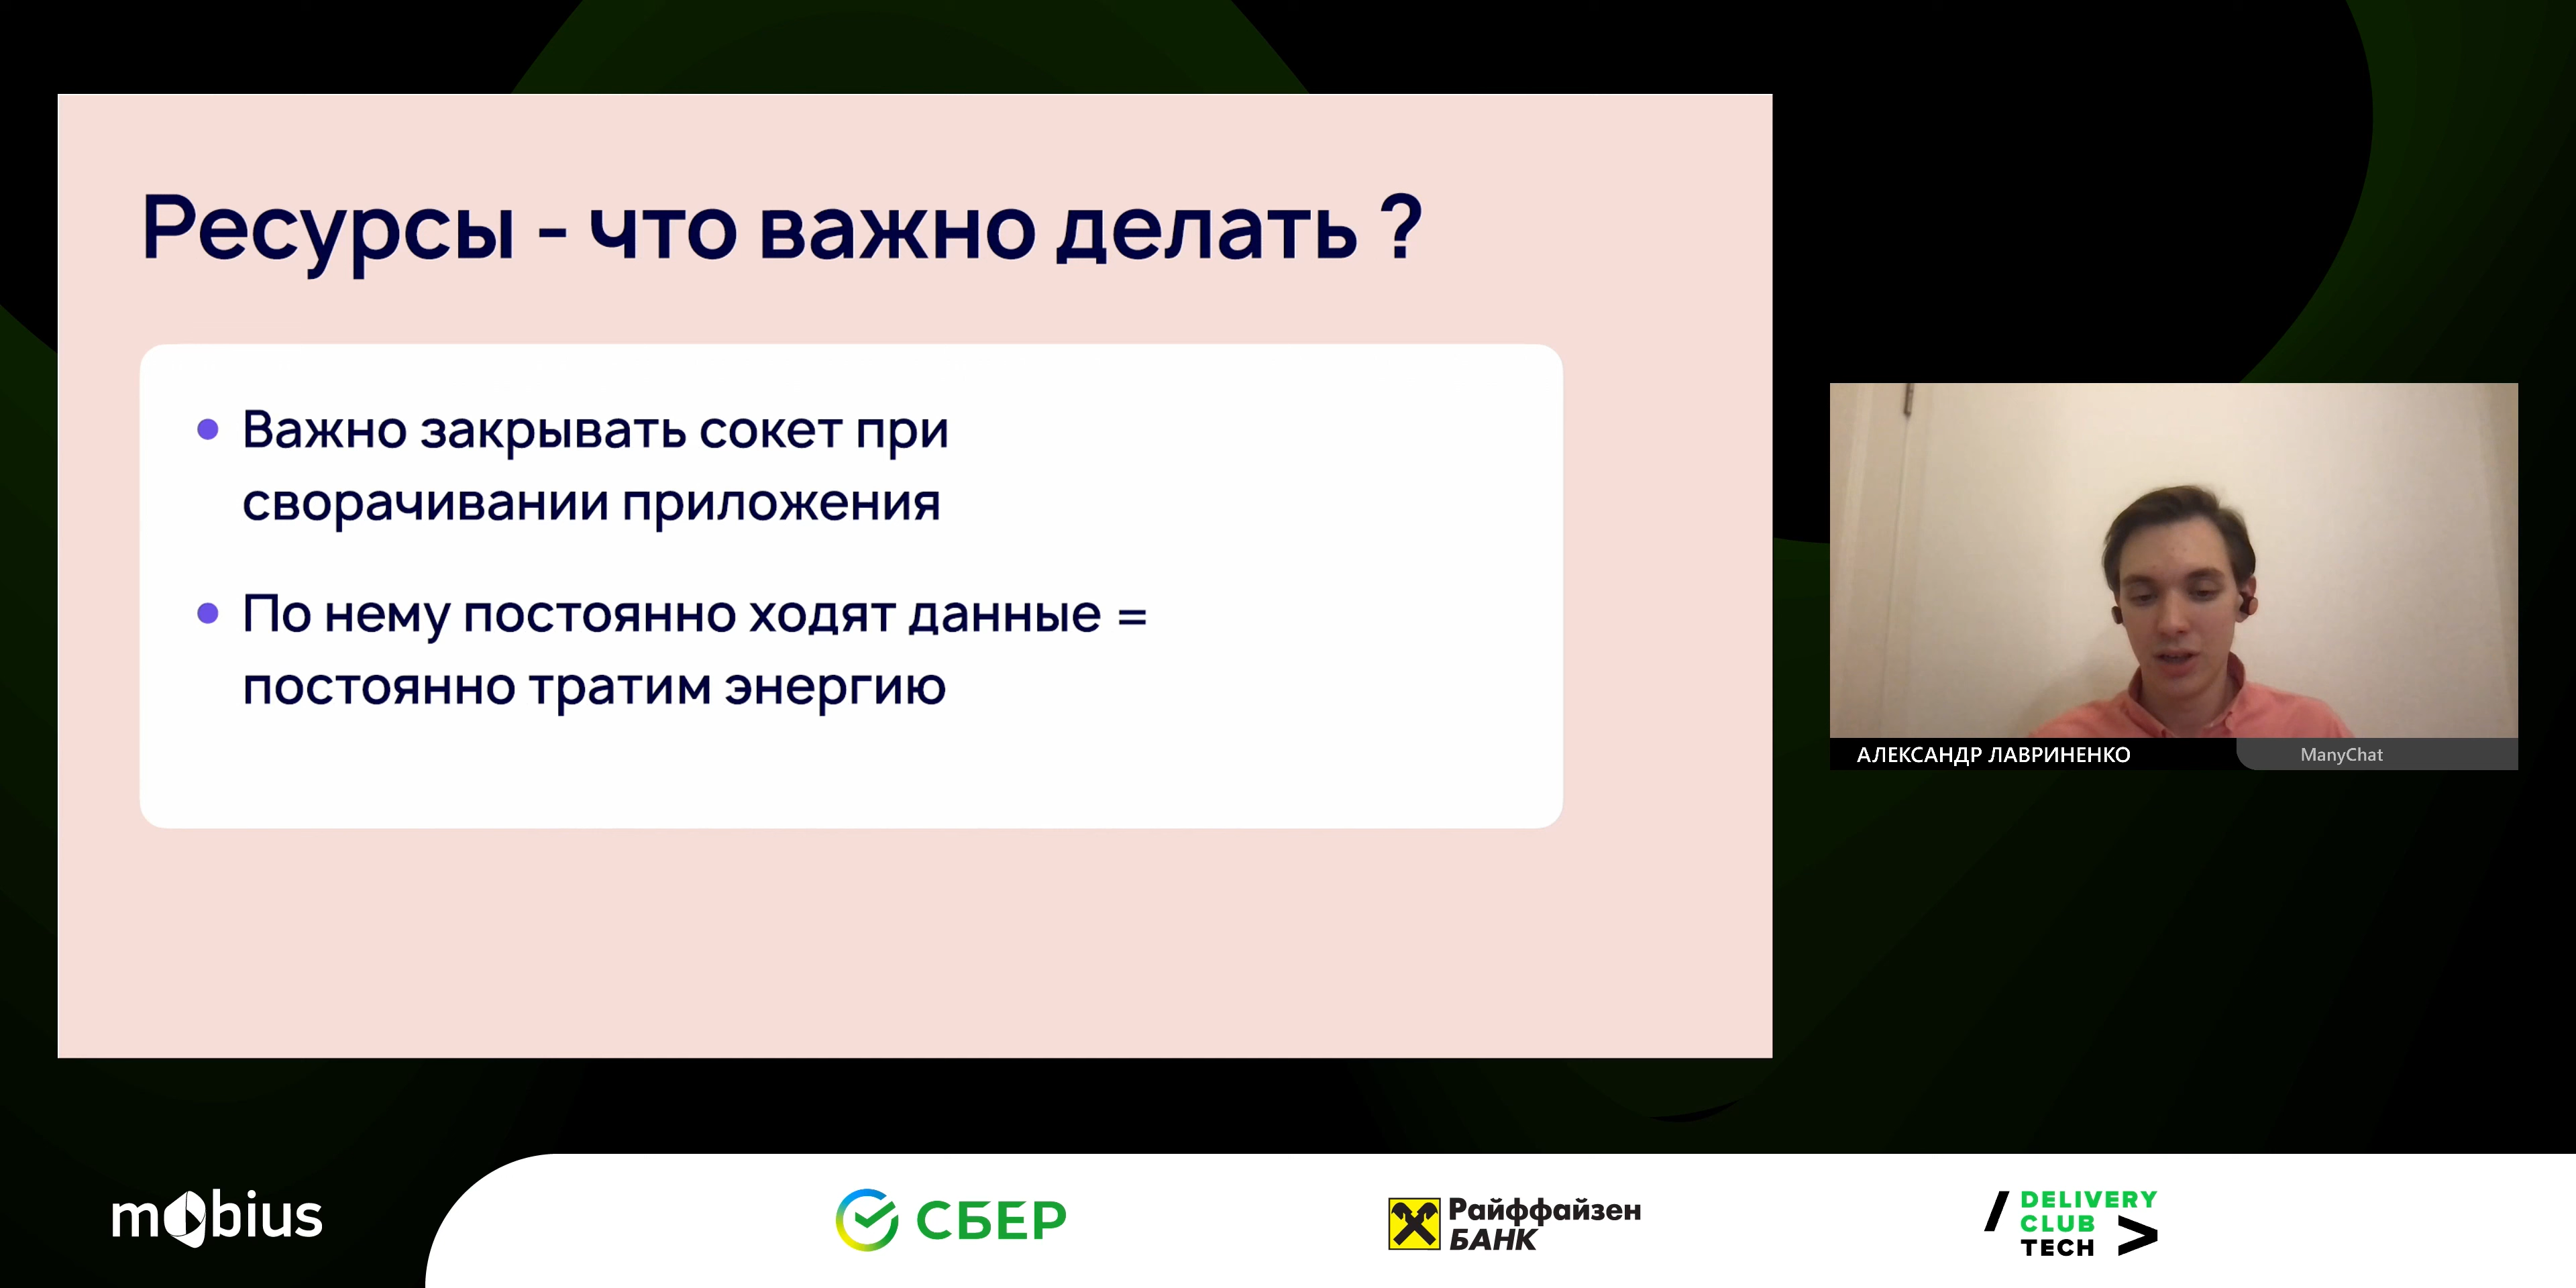 Ресурсы - что важно делать ?
Важно закрывать сокет при
сворачивании приложения
По нему постоянно ходят данные =
постоянно тратим энергию
АЛЕКСАНДР ЛАВРИНЕНКО
ManyChat
mobius
СБЕР
Райффайзен
БАНК
/ DELIVERY
CLUB
TECH >